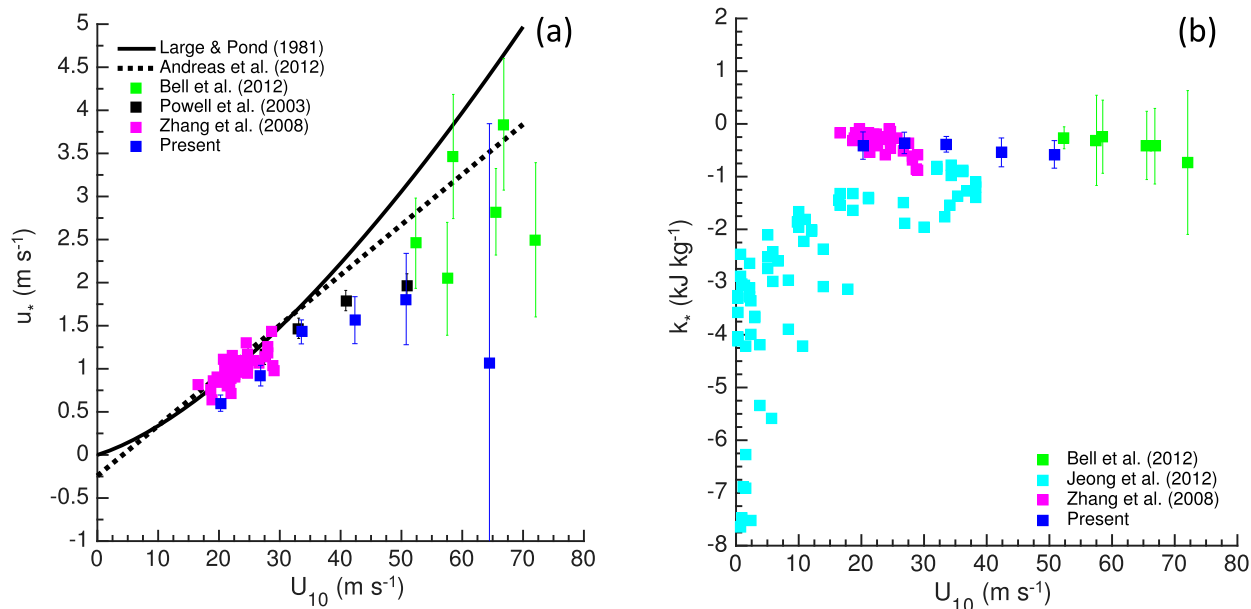 (a)
5
4.5
4
3.5
3
2.5
2
1.5
1
0.5
0
-0.5
-1
u* (m s-1)
Large & Pond (1981)
Andreas et al. (2012)
Bell et al. (2012)
Powell et al. (2003)
Zhang et al. (2008)
Present
0 10 20 30 40 50 60 70 80
U10 (m s-1)
(b)
2
1
0
-1
-2
-3
-4
-5
-6
-7
-8
k* (kJ kg-1)
Bell et al. (2012)
Jeong et al. (2012)
Zhang et al. (2008)
Present
0 10 20 30 40 50 60 70 80
U10 (m s-1)